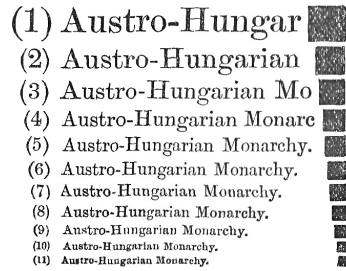 (1) Austro-Hungar
(2) Austro-Hungarian
(3) Austro-Hungarian Mo
(4) Austro-Hungarian Monarc
(5) Austro-Hungarian Monarchy.
(6) Austro-Hungarian Monarchy.
(7) Austro-Hungarian Monarchy.
(8) Austro-Hungarian Monarchy.
(9) Austro-Hungarian Monarchy.
(10) Austro-Hungarian Monarchy.
(11) Austro-Hungarian Monarchy.